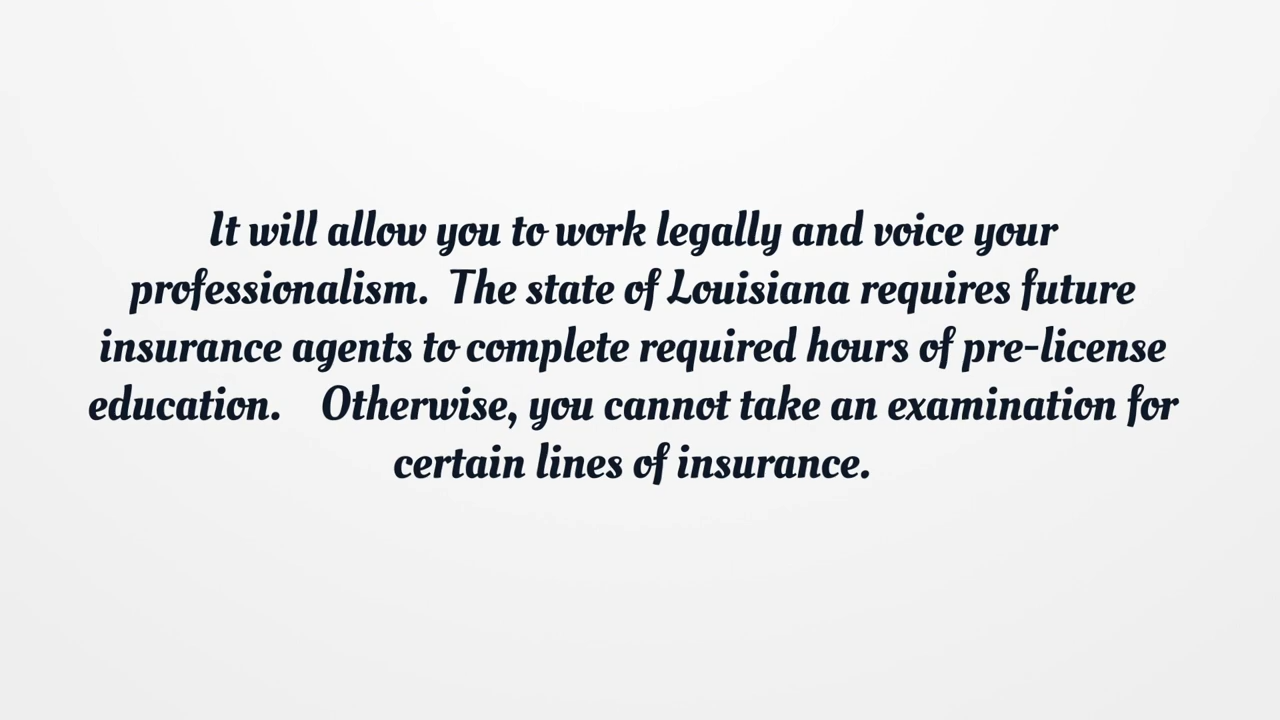 It will allow you to work legally and voice your
professionalism.  The state of Louisiana requires future
insurance agents to complete required hours of pre-license
education.    Otherwise, you cannot take an examination for
certain lines of insurance.